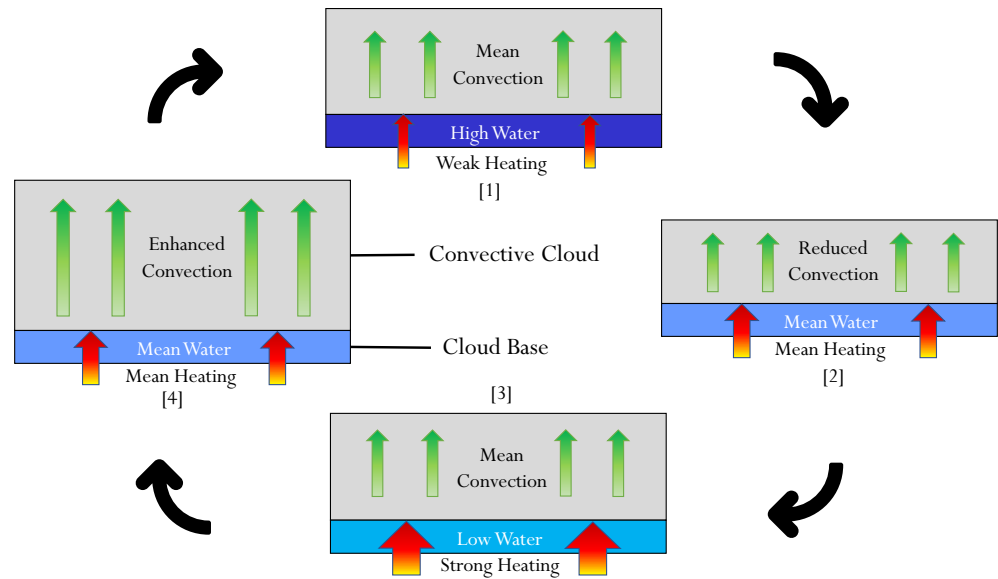 Mean
Convection
High Water
Weak Heating
[1]
Enhanced
Convection
Mean Water
Mean Heating
[4]
Convective Cloud
Cloud Base
Reduced
Convection
Mean Water
Mean Heating
[2]
[3]
Mean
Convection
Low Water
Strong Heating